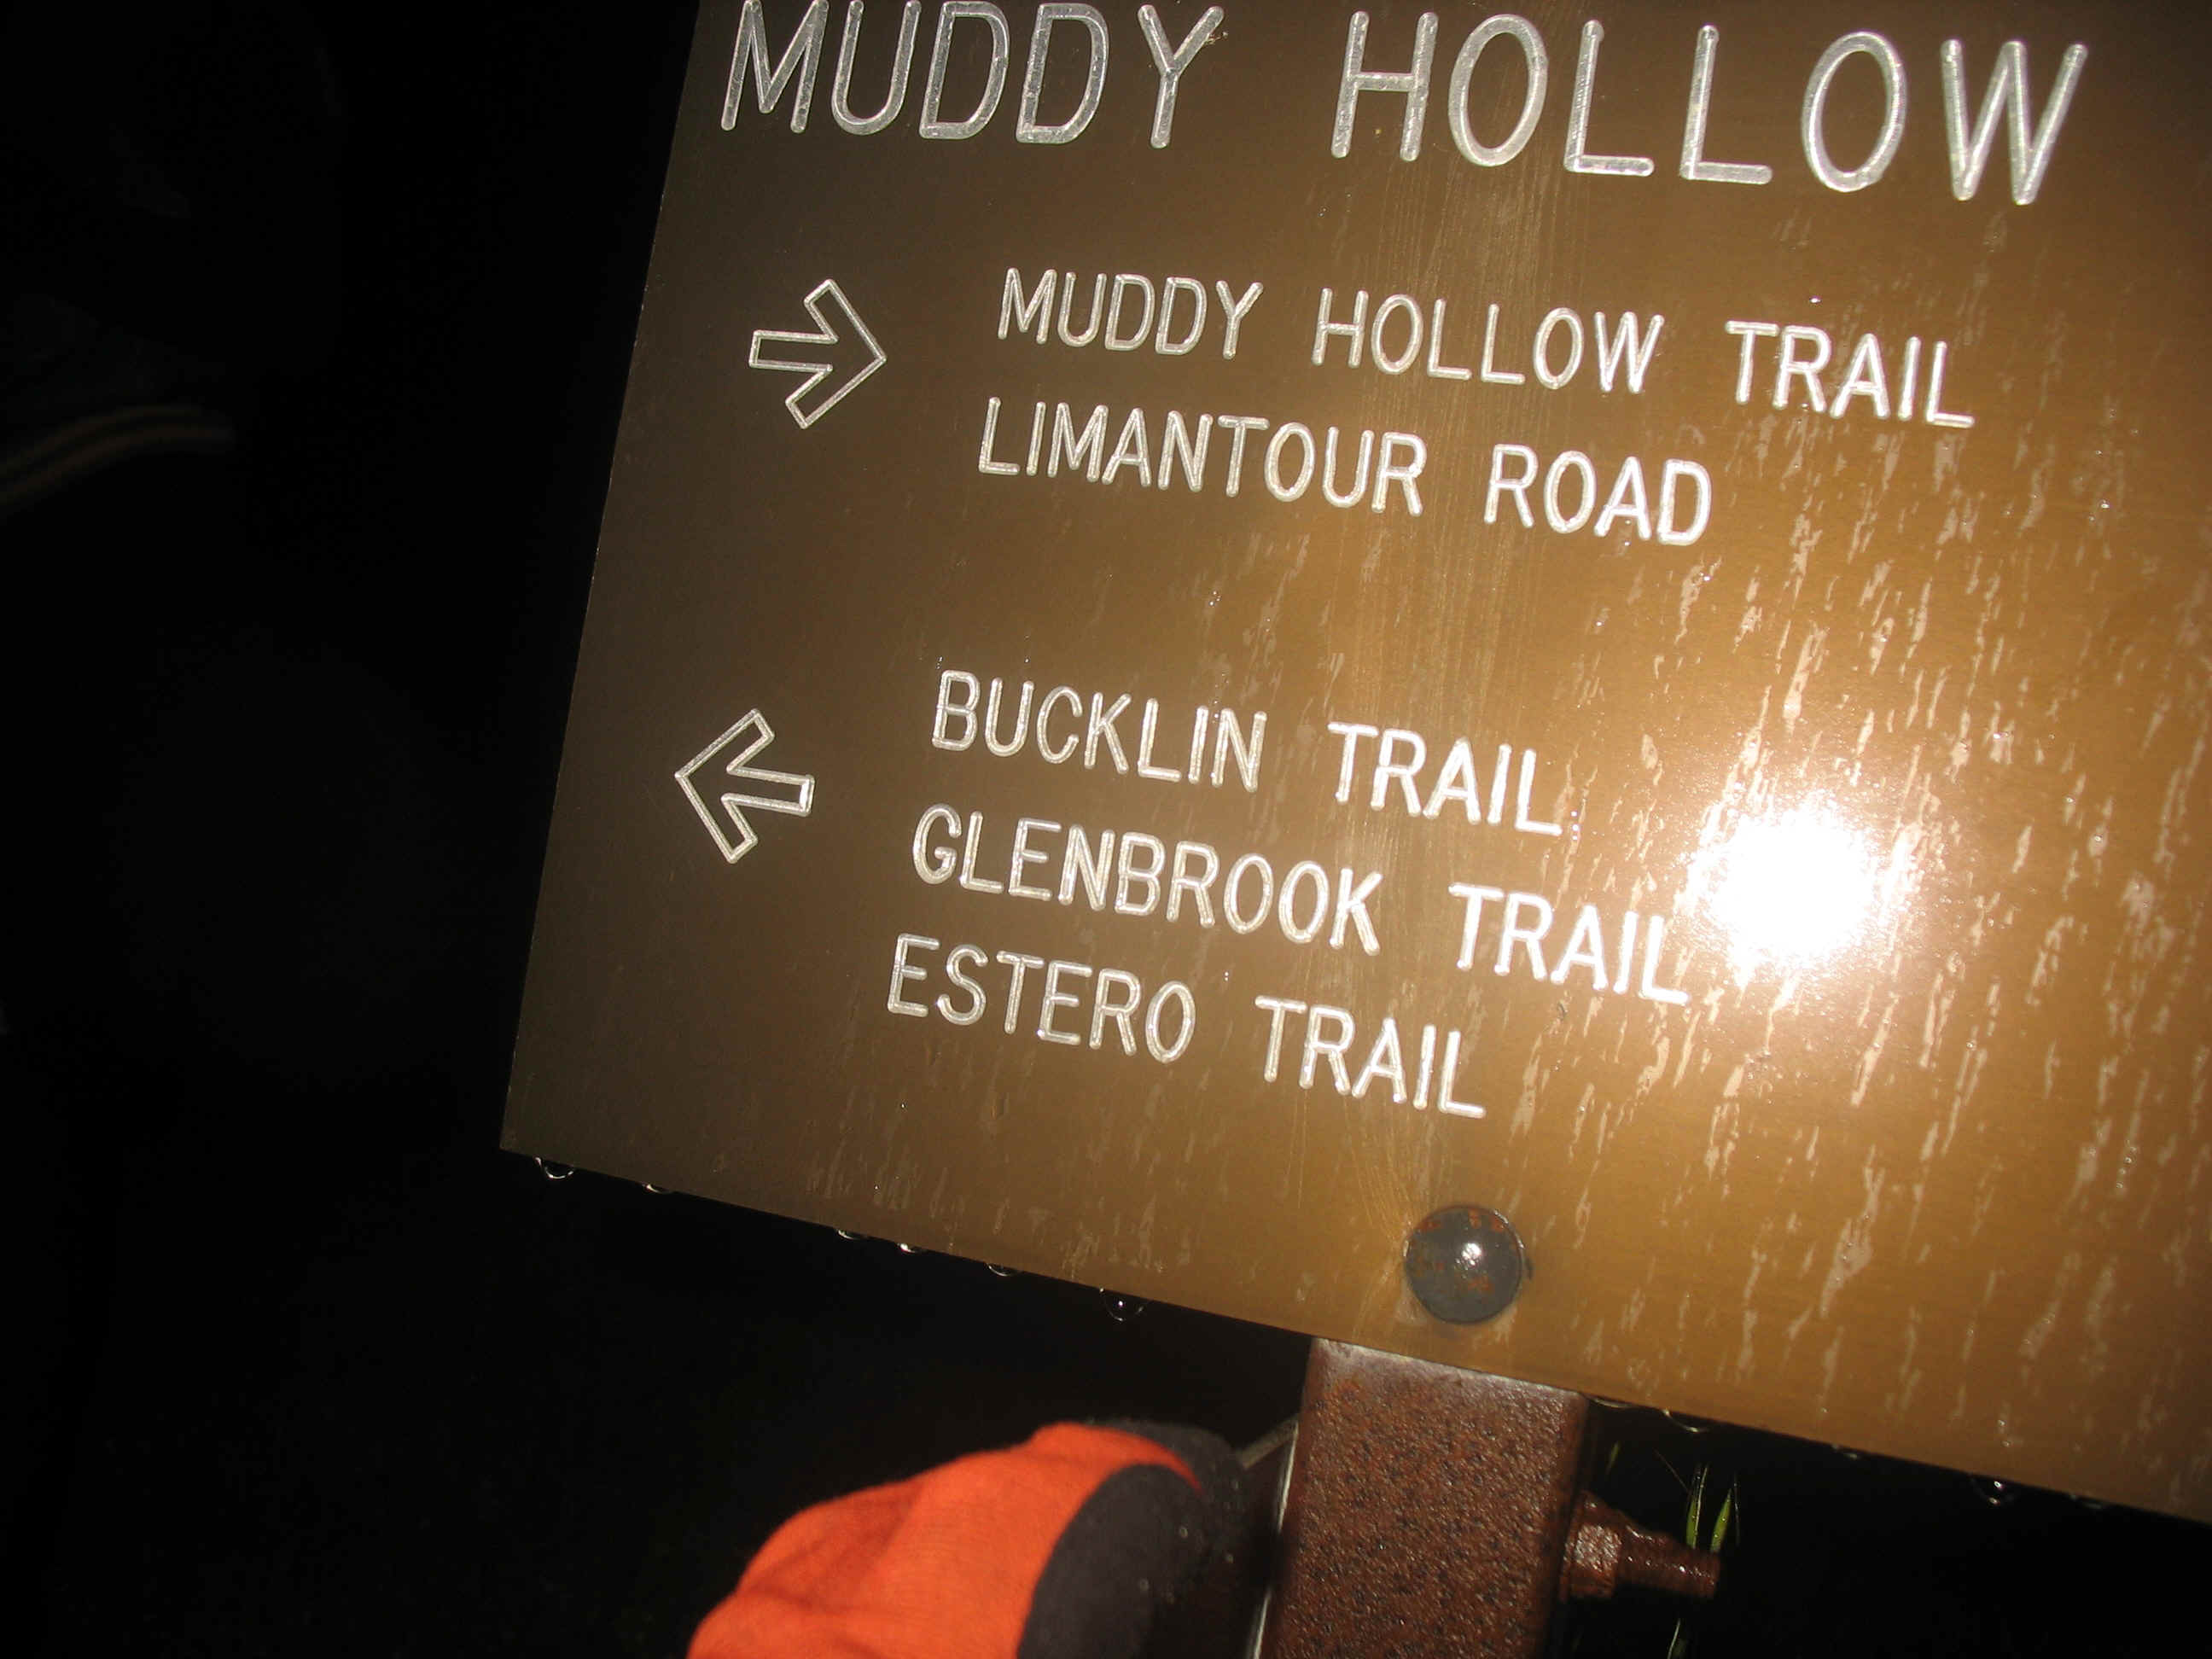 MUDDY HOLLOW
MUDDY HOLLOW TRAIL
LIMANTOUR ROAD
BUCKLIN TRAIL
GLENBROOK TRAIL
ESTERO TRAIL